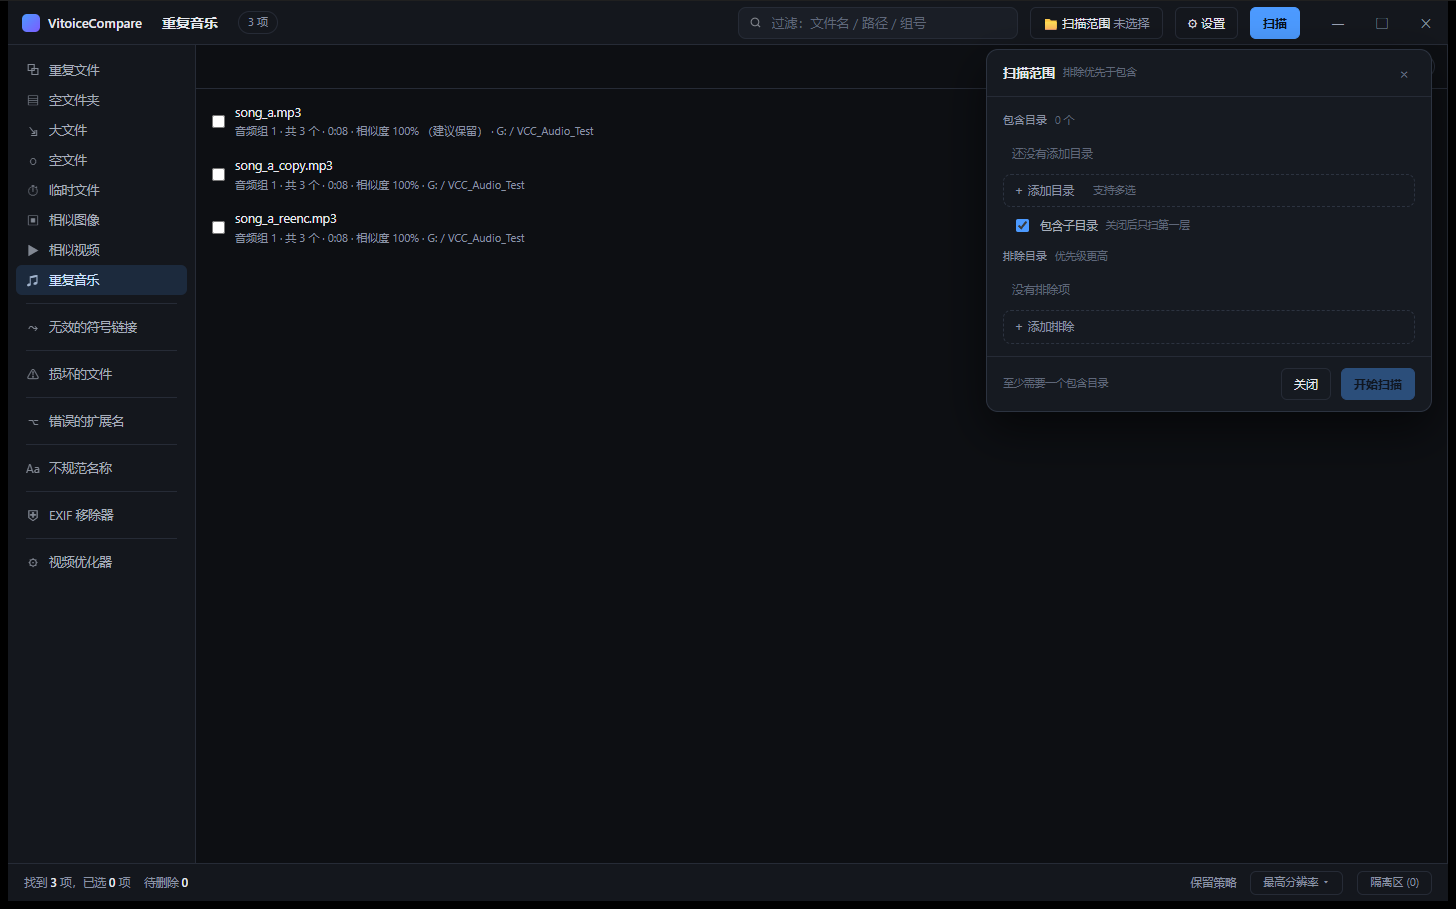 VitoiceCompare 重复音乐 3 项
过滤：文件名 / 路径 / 组号
扫描范围 未选择
设置
扫描
重复文件
空文件夹
大文件
空文件
临时文件
相似图像
相似视频
重复音乐
无效的符号链接
损坏的文件
错误的扩展名
Aa 不规范名称
EXIF 移除器
视频优化器
song_a.mp3
音频组 1 · 共 3 个 · 0:08 · 相似度 100% （建议保留） · G: / VCC_Audio_Test
song_a_copy.mp3
音频组 1 · 共 3 个 · 0:08 · 相似度 100% · G: / VCC_Audio_Test
song_a_reenc.mp3
音频组 1 · 共 3 个 · 0:08 · 相似度 100% · G: / VCC_Audio_Test
扫描范围 排除优先于包含
包含目录 0 个
还没有添加目录
+ 添加目录 支持多选
包含子目录 关闭后只扫第一层
排除目录 优先级更高
没有排除项
+ 添加排除
至少需要一个包含目录
关闭
开始扫描
找到 3 项，已选 0 项 待删除 0
保留策略 最高分辨率
隔离区 (0)